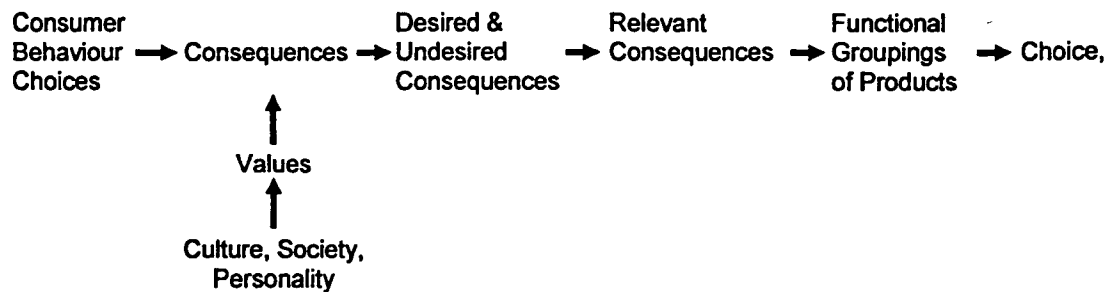 Consumer
Behaviour
Choices
Consequences
Desired &
Undesired
Consequences
Relevant
Consequences
Functional
Groupings
of Products
Choice,
Values
Culture, Society,
Personality